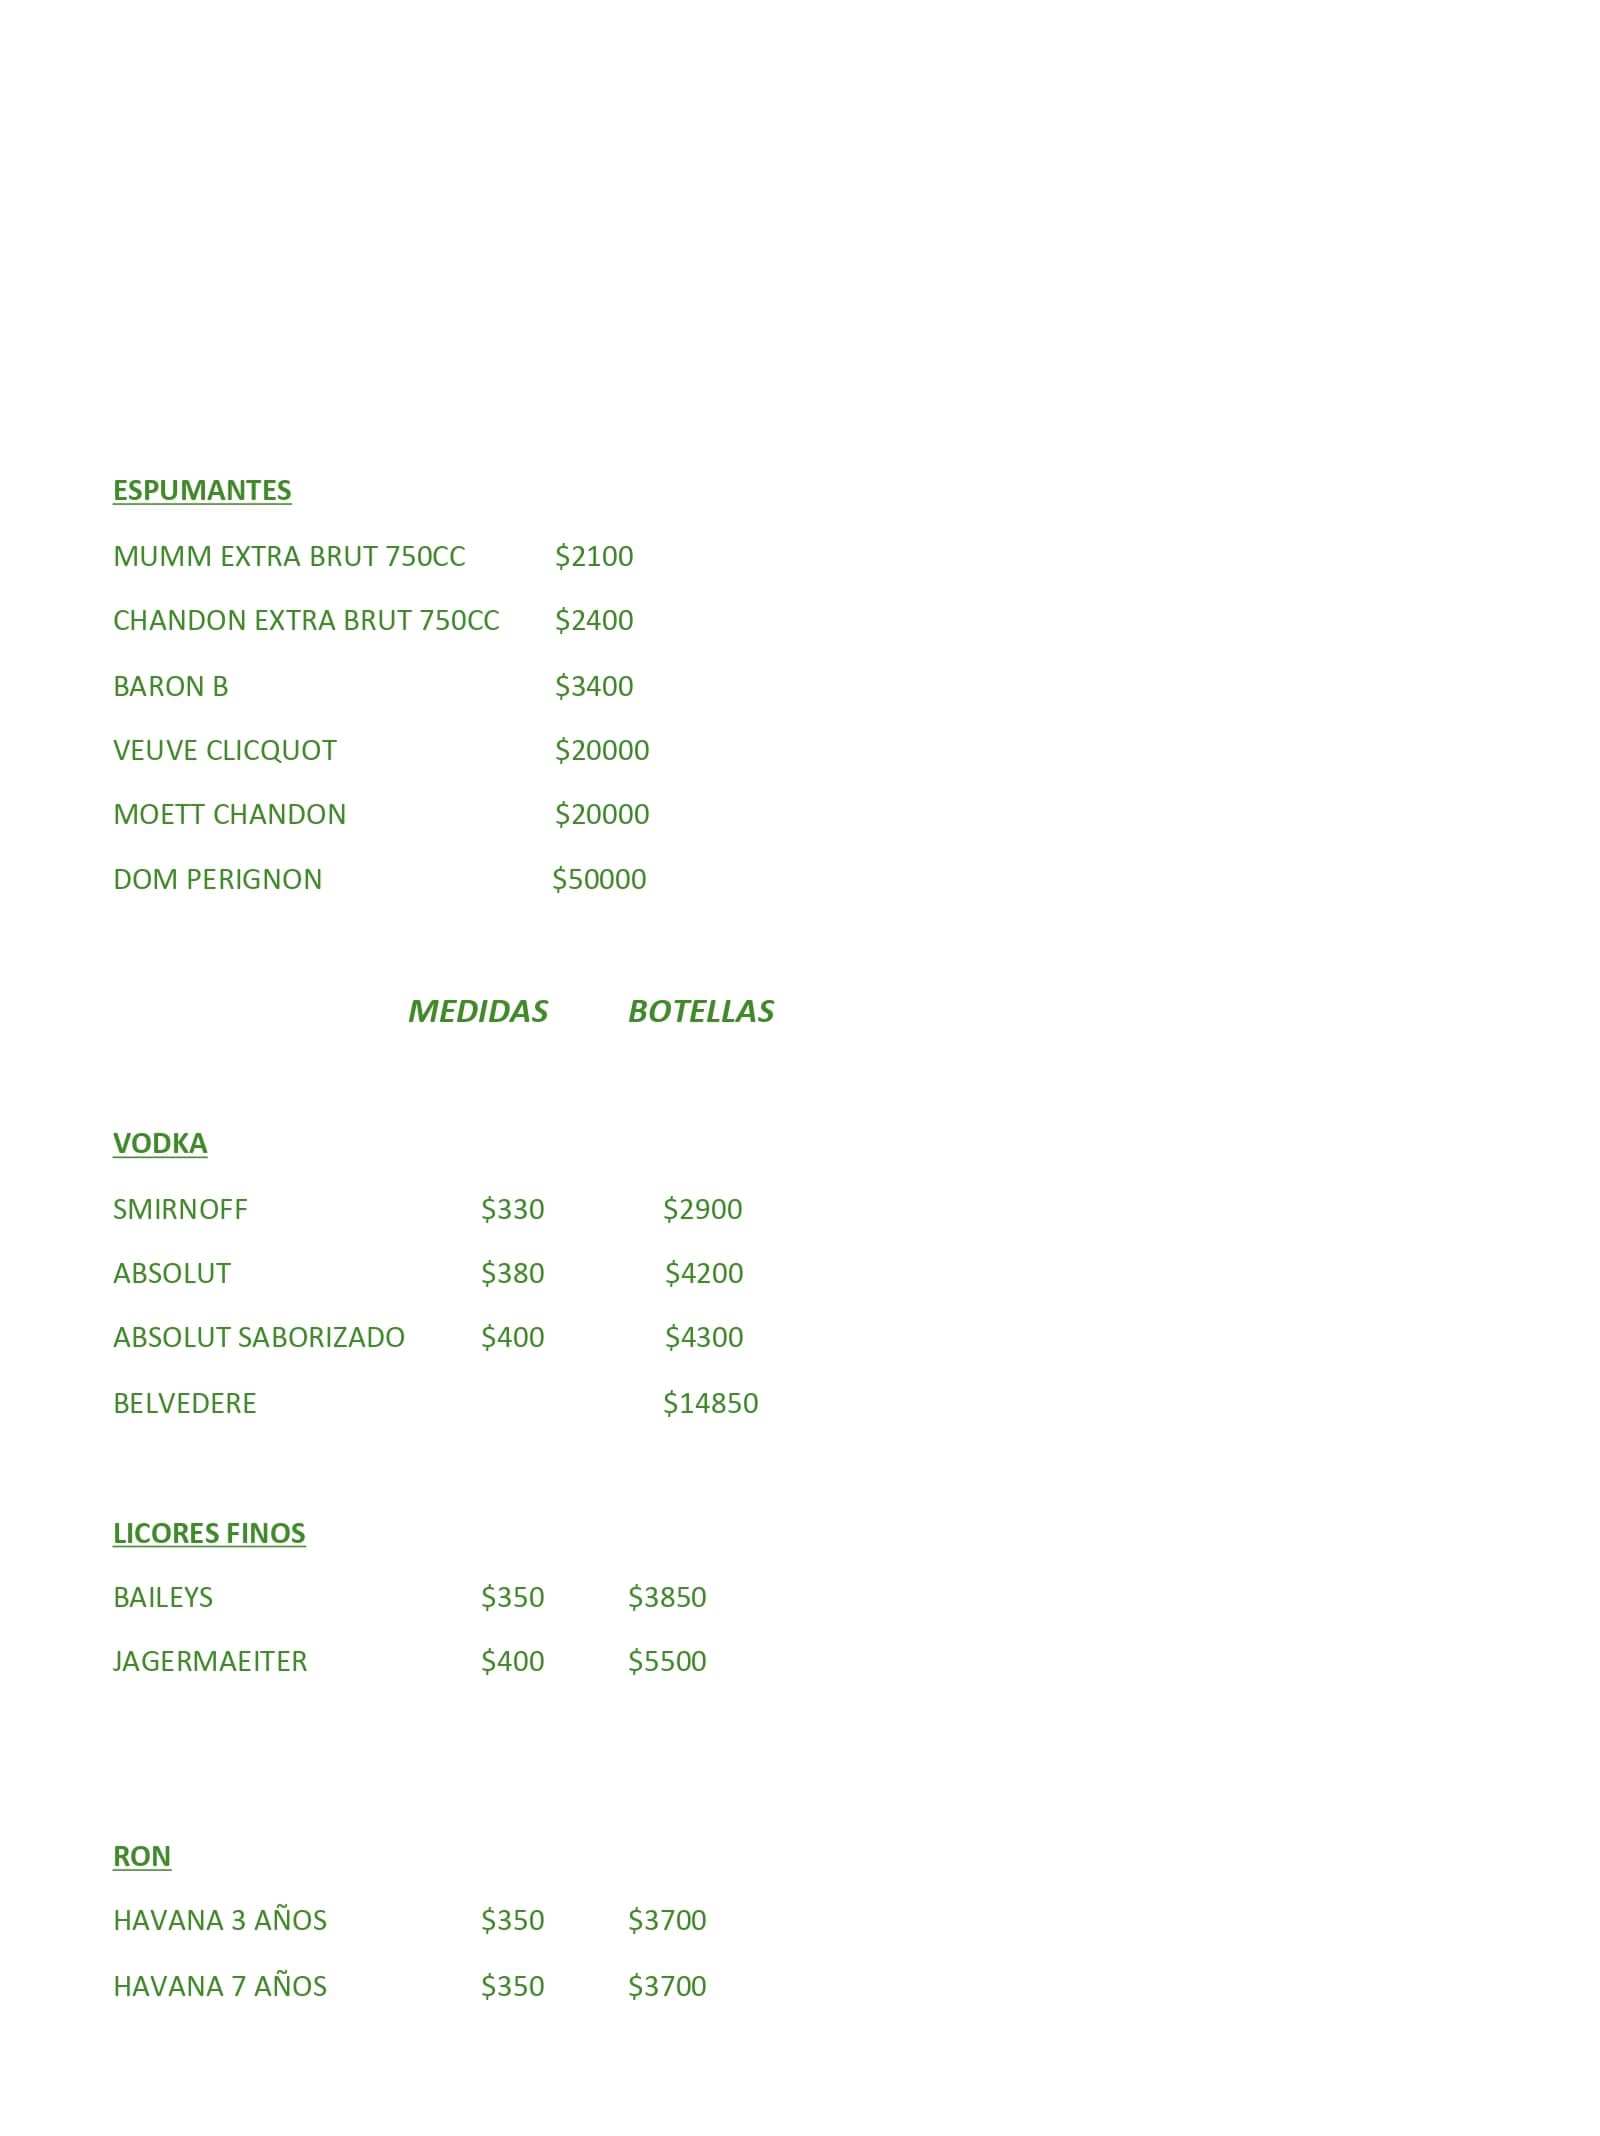 ESPUMANTES
MUMM EXTRA BRUT 750CC $2100
CHANDON EXTRA BRUT 750CC $2400
BARON B $3400
VEUVE CLICQUOT $20000
MOETT CHANDON $20000
DOM PERIGNON $50000
MEDIDAS BOTELLAS
VODKA
SMIRNOFF $330 $2900
ABSOLUT $380 $4200
ABSOLUT SABORIZADO $400 $4300
BELVEDERE $14850
LICORES FINOS
BAILEYS $350 $3850
JAGERMAEITER $400 $5500
RON
HAVANA 3 AÑOS $350 $3700
HAVANA 7 AÑOS $350 $3700